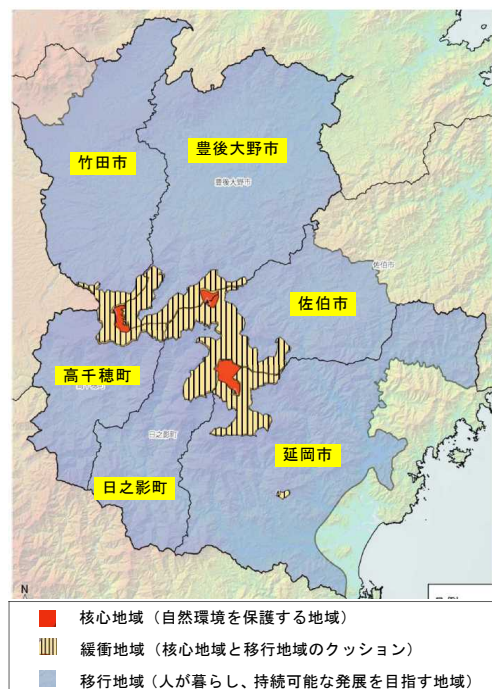 竹田市
豊後大野市
豊後大野市
佐伯市
佐伯市
高千穂町
日之影町
延岡市
日之影町
N
核心地域（自然環境を保護する地域）
緩衝地域（核心地域と移行地域のクッション）
移行地域（人が暮らし、持続可能な発展を目指す地域）